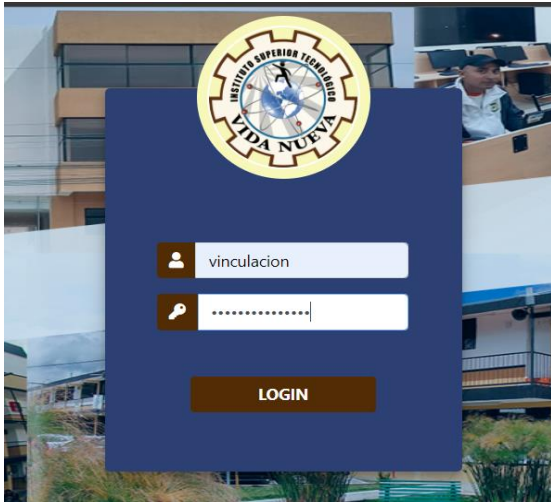 INSTITUTO SUPERIOR TECNOLÓGICO
VIDA NUEVA
vinculacion
•••••••••••••••
LOGIN